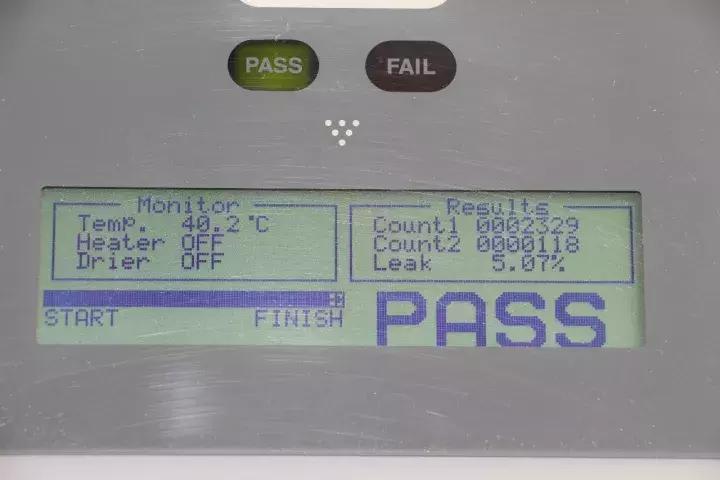 PASS FAIL
Monitor
Temp. 40.2°C
Heater OFF
Drier OFF
Results
Count1 0002329
Count2 0000118
Leak 5.07%
START FINISH
PASS